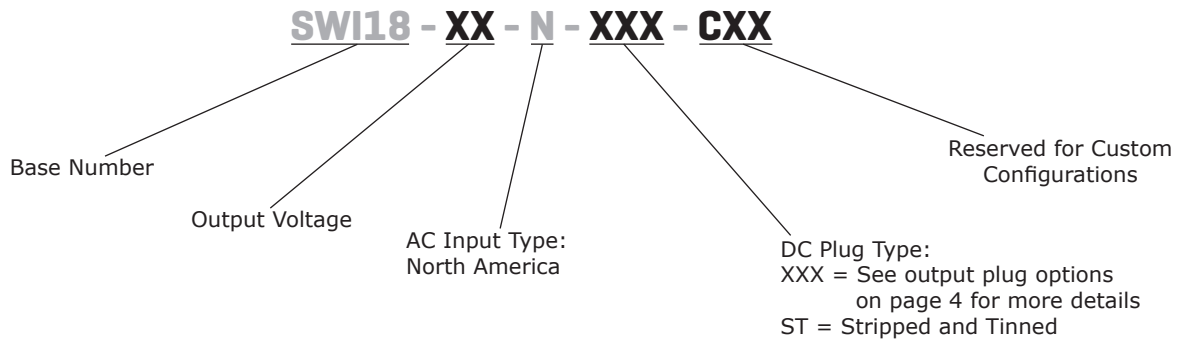 SWI18 - XX - N - XXX - CXX
Base Number
Output Voltage
AC Input Type:
North America
DC Plug Type:
XXX = See output plug options
on page 4 for more details
ST = Stripped and Tinned
Reserved for Custom
Configurations